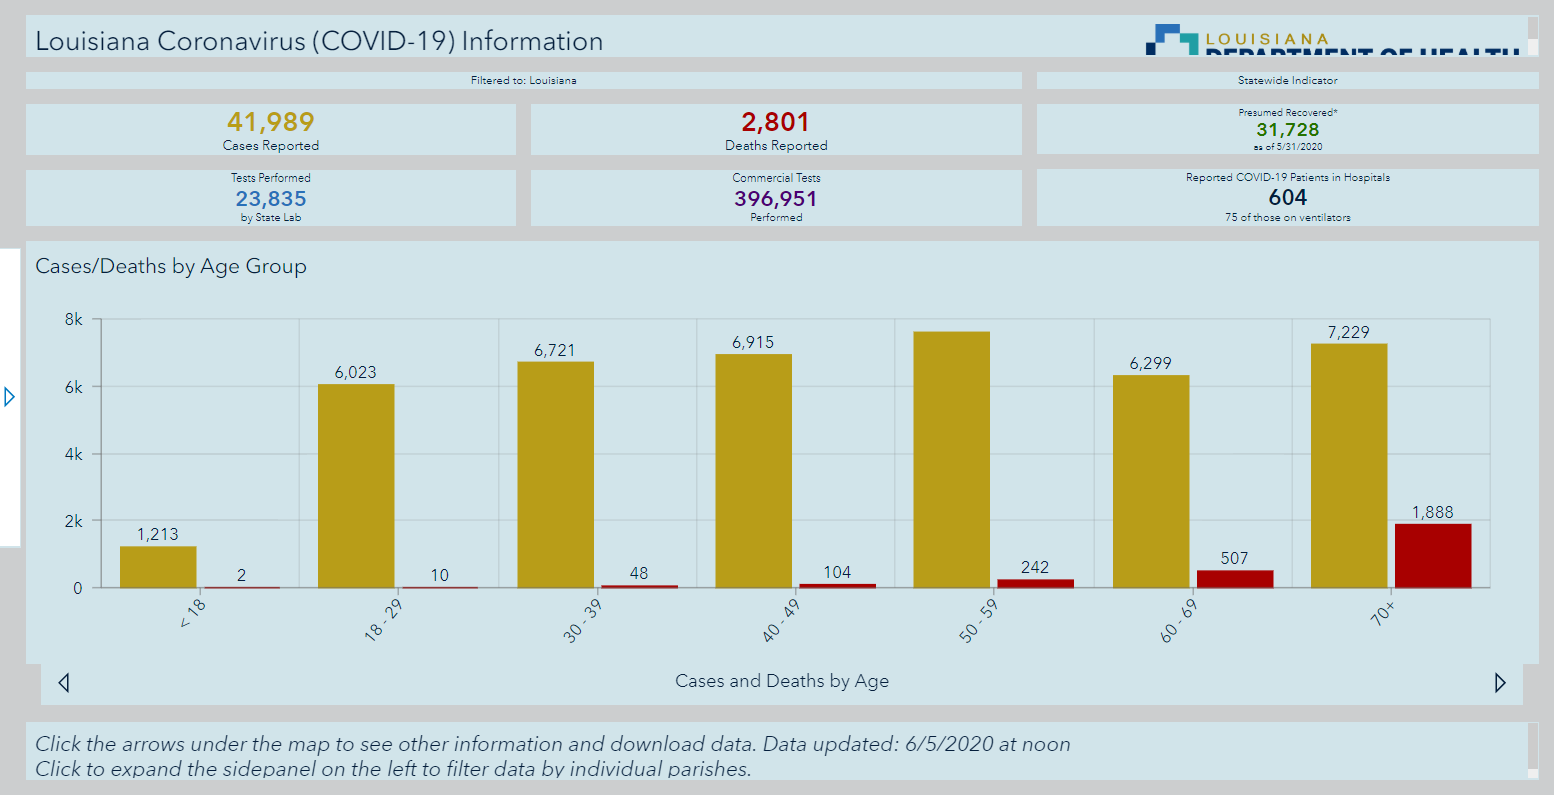 Louisiana Coronavirus (COVID-19) Information
LOUISIANA
DEPARTMENT OF HEALTH
Filtered to: Louisiana
Statewide Indicator
41,989
Cases Reported
2,801
Deaths Reported
Presumed Recovered*
31,728
as of 5/31/2020
Tests Performed
23,835
by State Lab
Commercial Tests
396,951
Performed
Reported COVID-19 Patients in Hospitals
604
75 of those on ventilators
Cases/Deaths by Age Group
8k
6k
4k
2k
0
1,213
2
6,023
10
6,721
48
6,915
104
242
6,299
507
7,229
1,888
< 18
18 - 29
30 - 39
40 - 49
50 - 59
60 - 69
70+
Cases and Deaths by Age
Click the arrows under the map to see other information and download data. Data updated: 6/5/2020 at noon
Click to expand the sidepanel on the left to filter data by individual parishes.